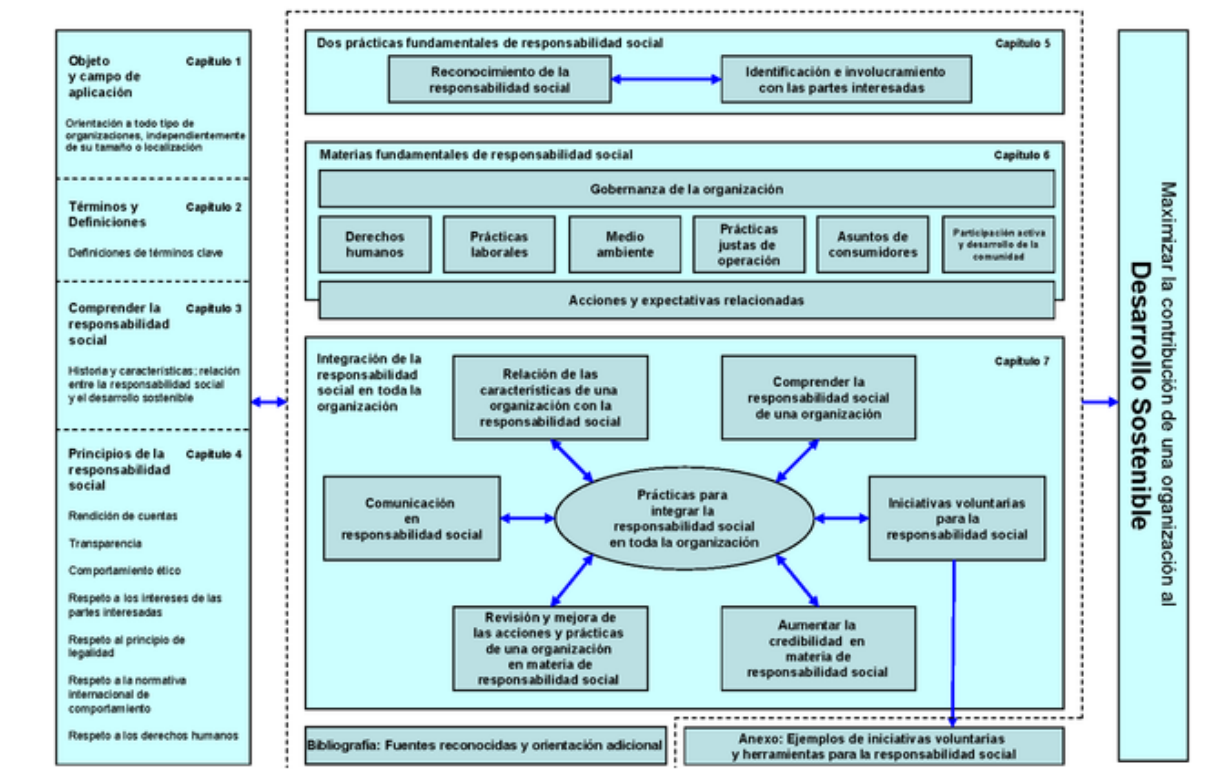 Objeto
y campo de
aplicación
Capítulo 1
Orientación a todo tipo de
organizaciones, independientemente
de su tamaño o localización
Términos y
Definiciones
Capítulo 2
Definiciones de términos clave
Comprender la
responsabilidad
social
Capítulo 3
Historia y características; relación
entre la responsabilidad social
y el desarrollo sostenible
Principios de la
responsabilidad
social
Capítulo 4
Rendición de cuentas
Transparencia
Comportamiento ético
Respeto a los intereses de las
partes interesadas
Respeto al principio de
legalidad
Respeto a la normativa
internacional de
comportamiento
Respeto a los derechos humanos
Dos prácticas fundamentales de responsabilidad social
Capítulo 5
Reconocimiento de la
responsabilidad social
Identificación e involucramiento
con las partes interesadas
Materias fundamentales de responsabilidad social
Capítulo 6
Gobernanza de la organización
Derechos
humanos
Prácticas
laborales
Medio
ambiente
Prácticas
justas de
operación
Asuntos de
consumidores
Participación activa
y desarrollo de la
comunidad
Acciones y expectativas relacionadas
Integración de la
responsabilidad
social en toda la
organización
Capítulo 7
Relación de las
características de una
organización con la
responsabilidad social
Comprender la
responsabilidad social
de una organización
Comunicación
en
responsabilidad social
Prácticas para
integrar la
responsabilidad social
en toda la organización
Iniciativas voluntarias
para la
responsabilidad social
Revisión y mejora de
las acciones y prácticas
de una organización
en materia de
responsabilidad social
Aumentar la
credibilidad en
materia de
responsabilidad social
Bibliografía: Fuentes reconocidas y orientación adicional
Anexo: Ejemplos de iniciativas voluntarias
y herramientas para la responsabilidad social
Maximizar la contribución de una organización al
Desarrollo Sostenible